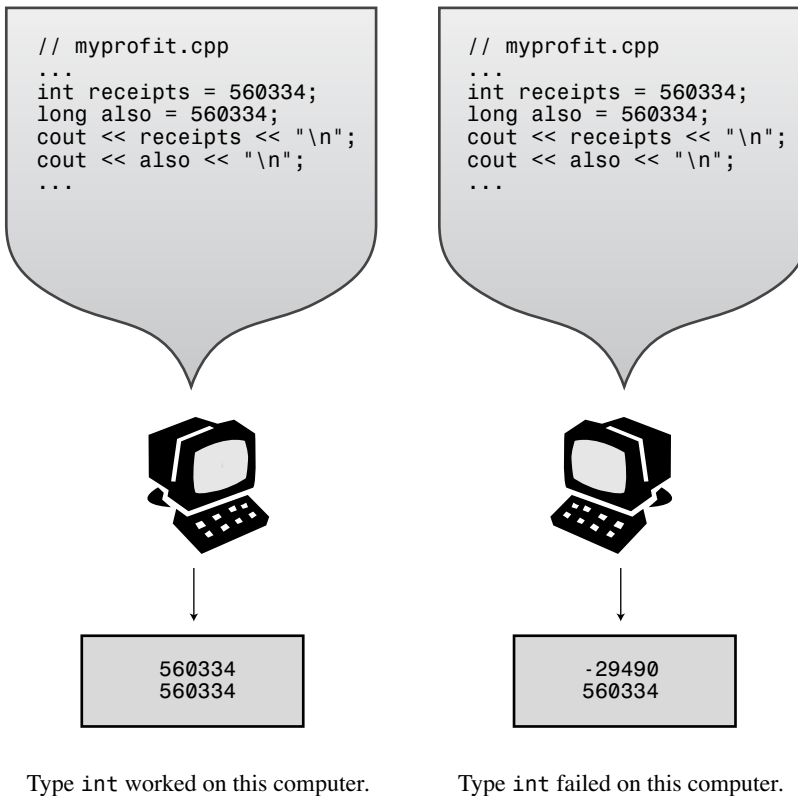 // myprofit.cpp
...
int receipts = 560334;
long also = 560334;
cout << receipts << "\n";
cout << also << "\n";
...
560334
560334
Type int worked on this computer.
// myprofit.cpp
...
int receipts = 560334;
long also = 560334;
cout << receipts << "\n";
cout << also << "\n";
...
-29490
560334
Type int failed on this computer.